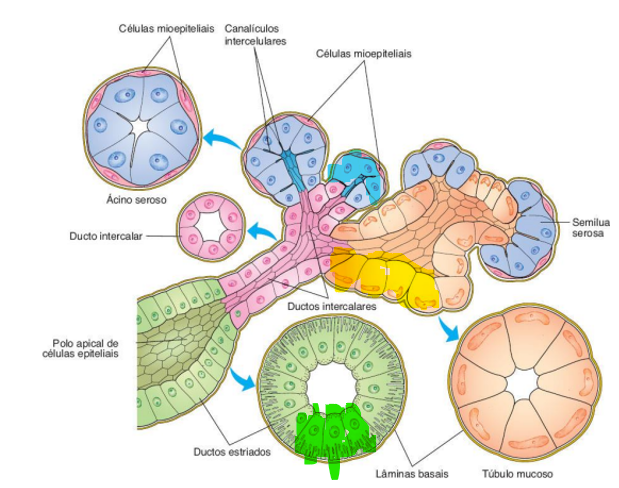 Células mioepiteliais
Canalículos
intercelulares
Células mioepiteliais
Ácino seroso
Ducto intercalar
Semilua
serosa
Ductos intercalares
Polo apical de
células epiteliais
Ductos estriados
Lâminas basais
Túbulo mucoso